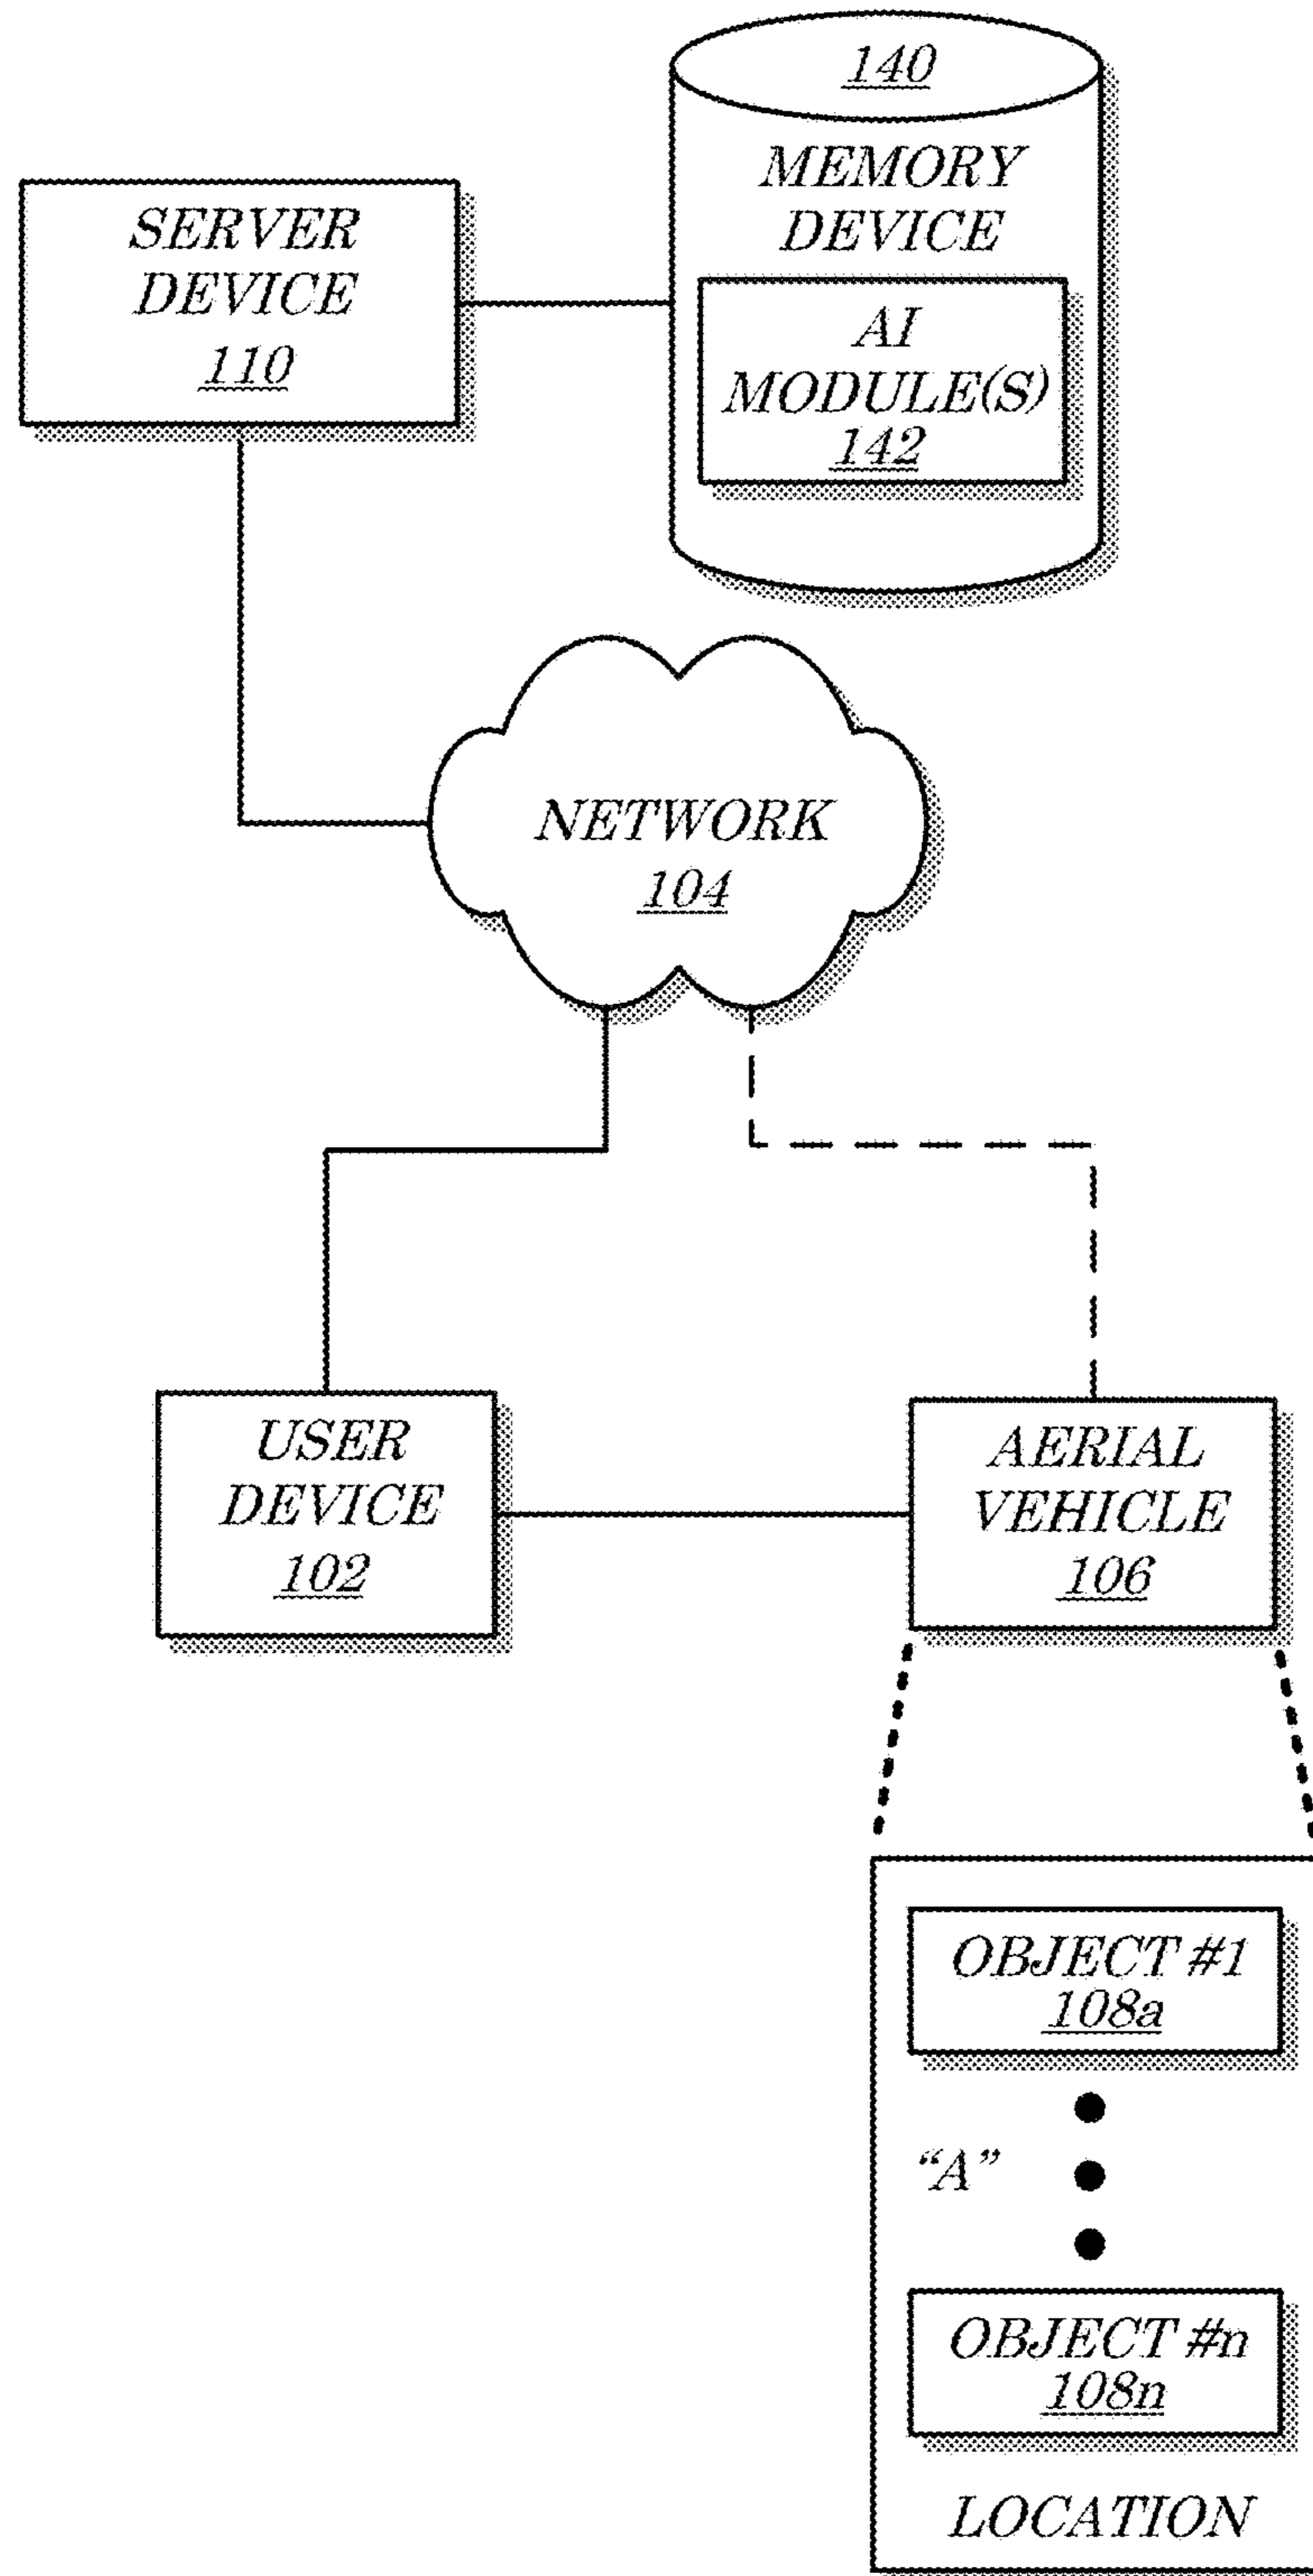 140
MEMORY
DEVICE
SERVER
DEVICE
110
AI
MODULE(S)
142
NETWORK
104
USER
DEVICE
102
AERIAL
VEHICLE
106
OBJECT #1
108a
“A”
OBJECT #n
108n
LOCATION